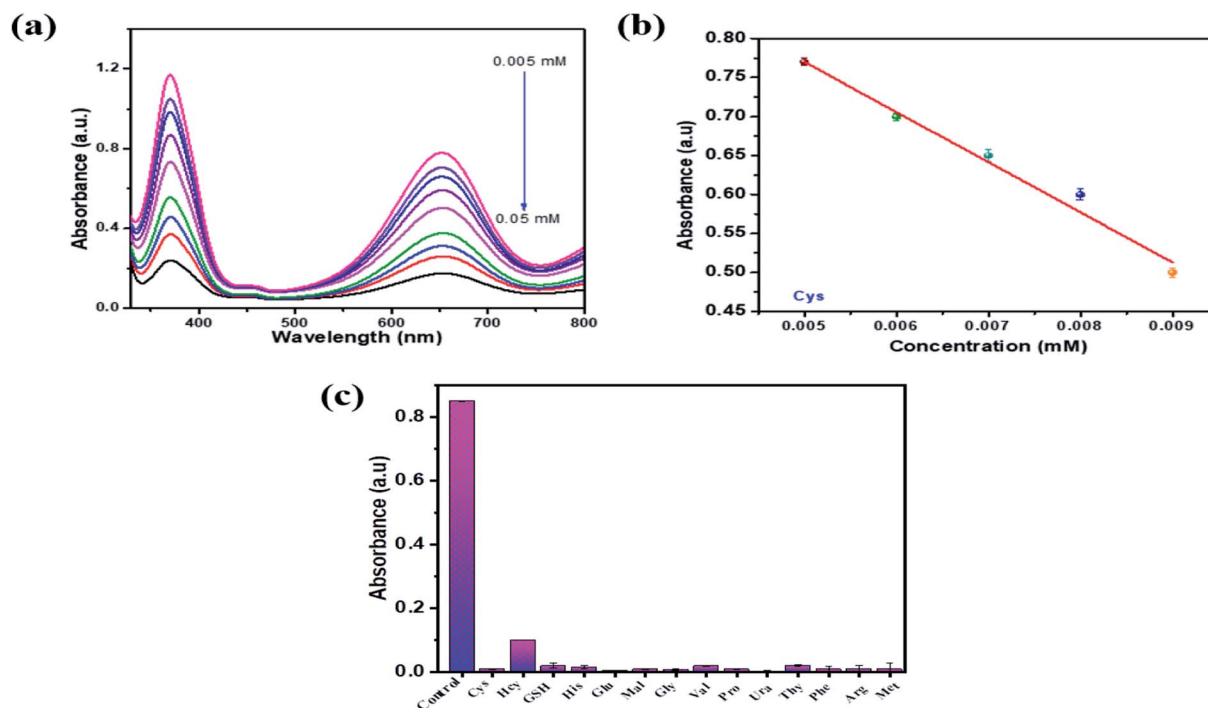 (a)
Absorbance (a.u.)
1.2
0.8
0.4
0.0
0.005 mM
0.05 mM
400
500
600
700
800
Wavelength (nm)
(b)
Absorbance (a.u)
0.80
0.75
0.70
0.65
0.60
0.55
0.50
0.45
Cys
0.005
0.006
0.007
0.008
0.009
Concentration (mM)
(c)
Absorbance (a.u)
0.8
0.6
0.4
0.2
0.0
Control
Cys
Hcy
GSH
His
Glu
Mal
Gly
Val
Pro
Ura
Thy
Phe
Arg
Met